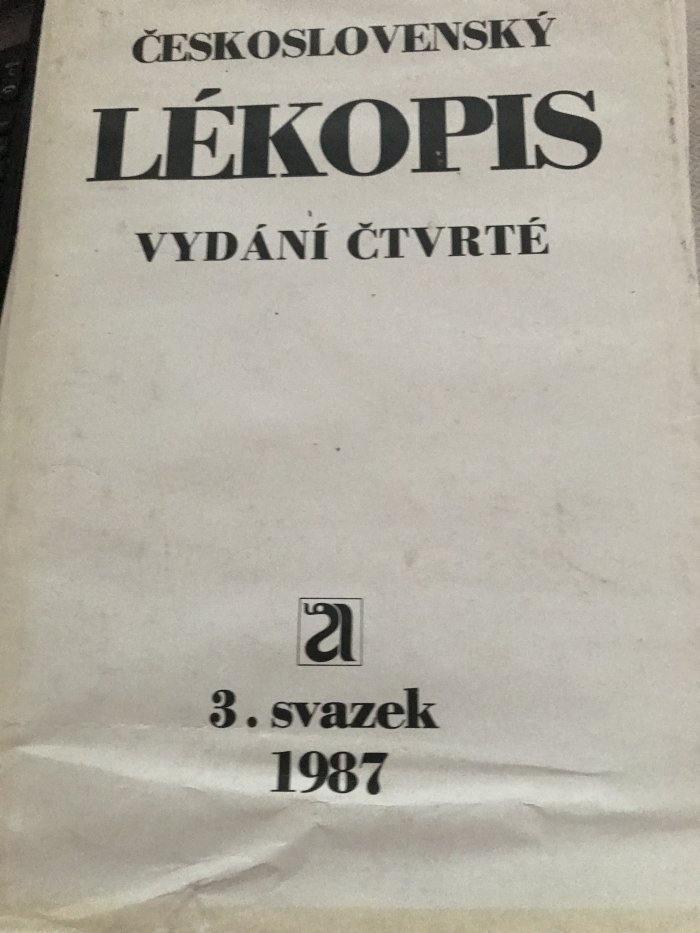 ČESKOSLOVENSKÝ
LÉKOPIS
VYDÁNÍ ČTVRTÉ
3. svazek
1987